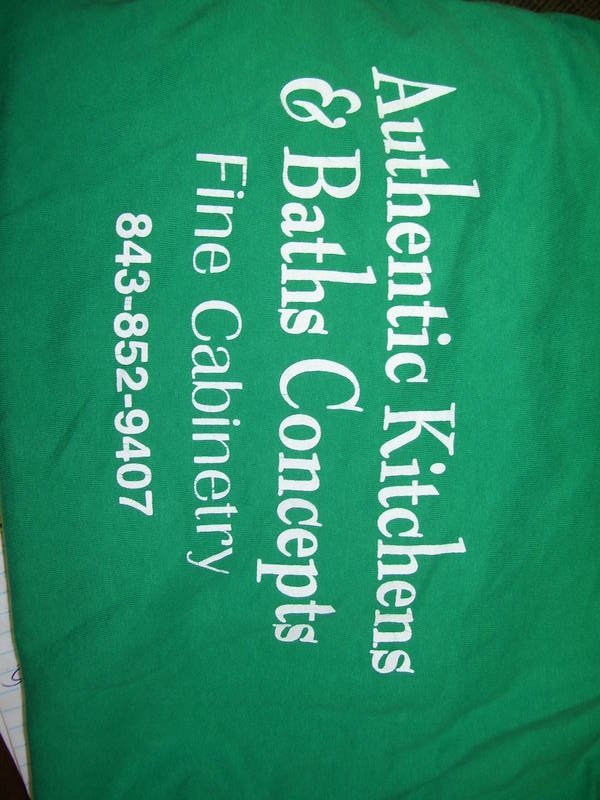 Authentic Kitchens
& Baths Concepts
Fine Cabinetry
843-852-9407